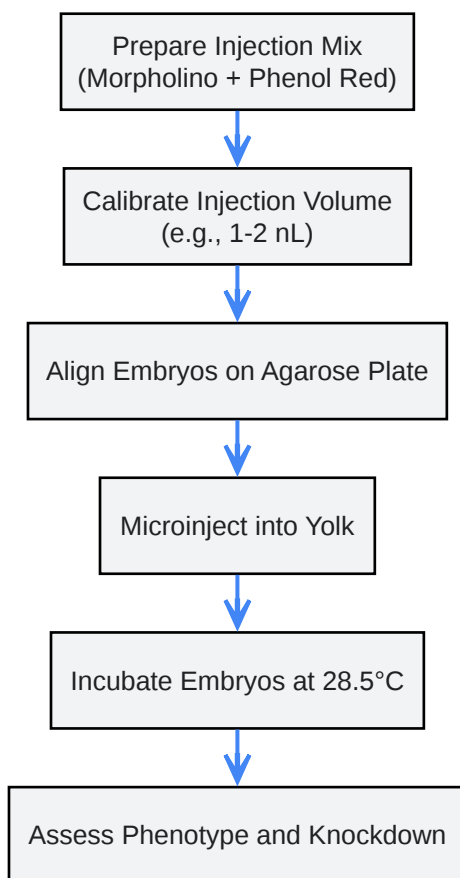 Prepare Injection Mix
(Morpholino + Phenol Red)
Calibrate Injection Volume
(e.g., 1-2 nL)
Align Embryos on Agarose Plate
Microinject into Yolk
Incubate Embryos at 28.5°C
Assess Phenotype and Knockdown